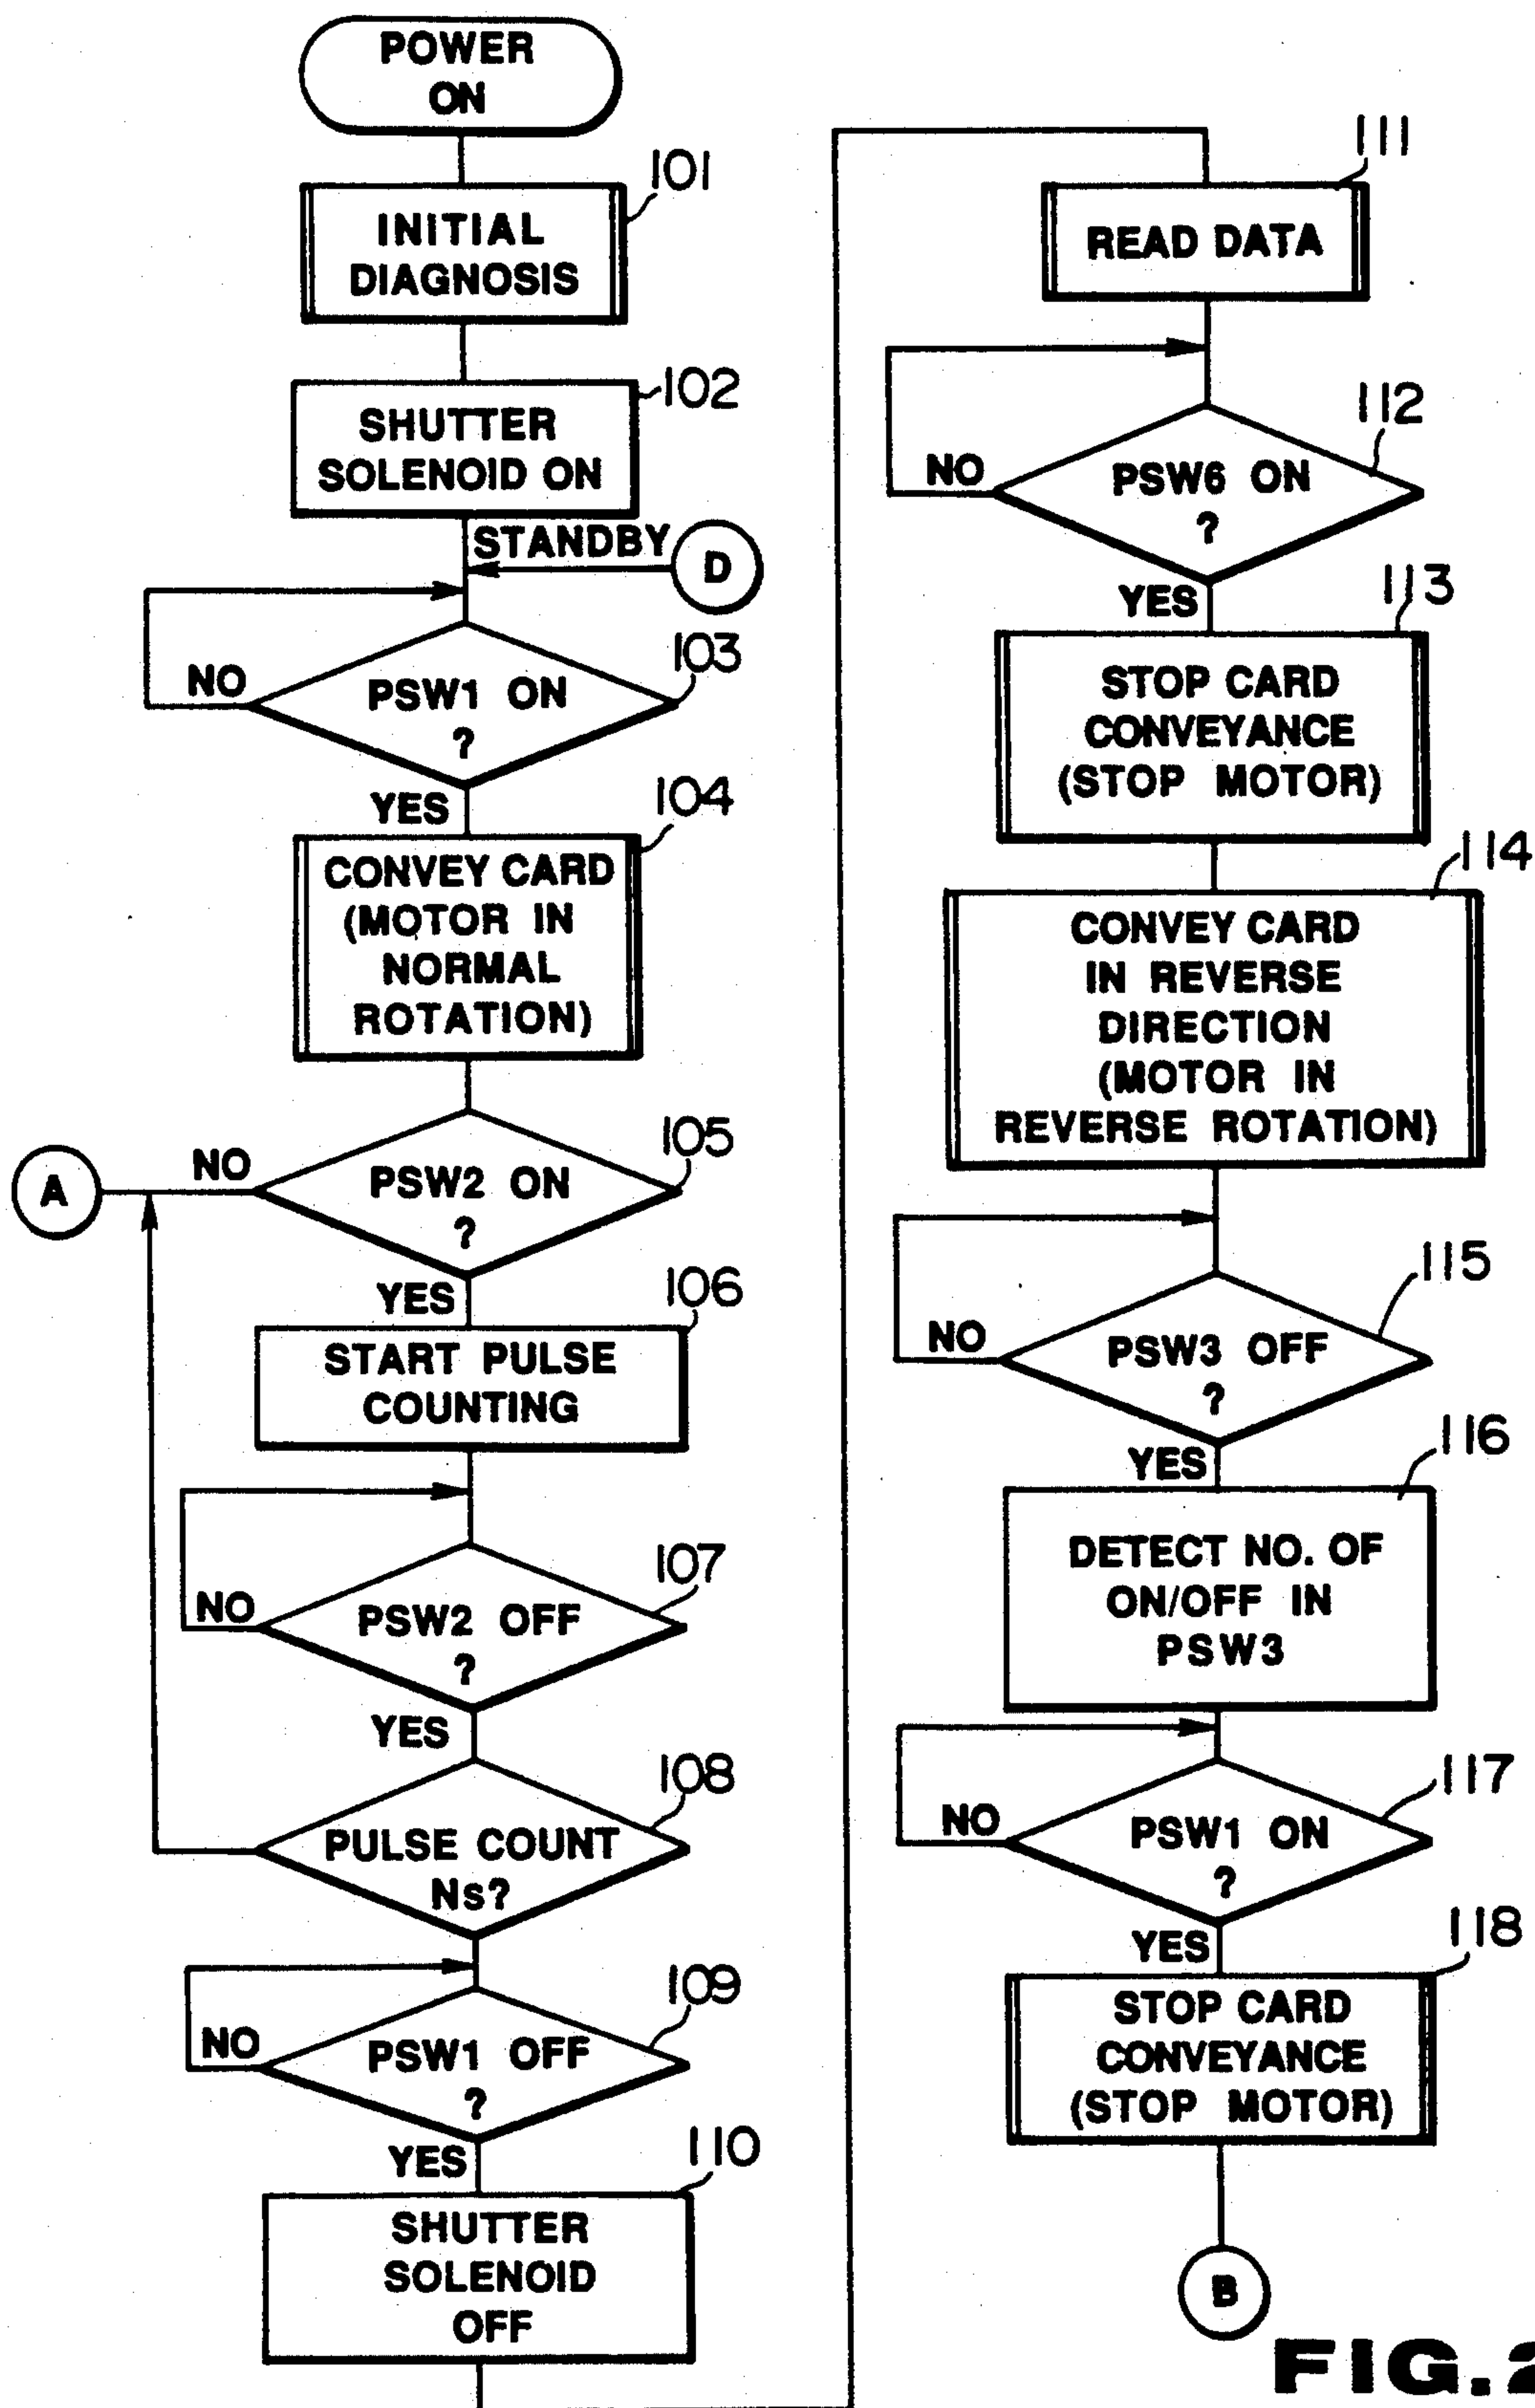 POWER
ON
101
INITIAL
DIAGNOSIS
102
SHUTTER
SOLENOID ON
STANDBY
D
103
NO
PSW1 ON
?
YES
104
CONVEY CARD
(MOTOR IN
NORMAL
ROTATION)
105
A
NO
PSW2 ON
?
YES
106
START PULSE
COUNTING
107
NO
PSW2 OFF
?
YES
108
PULSE COUNT
Ns?
109
NO
PSW1 OFF
?
YES
110
SHUTTER
SOLENOID
OFF
111
READ DATA
112
NO
PSW6 ON
?
YES
113
STOP CARD
CONVEYANCE
(STOP MOTOR)
114
CONVEY CARD
IN REVERSE
DIRECTION
(MOTOR IN
REVERSE ROTATION)
115
NO
PSW3 OFF
?
YES
116
DETECT NO. OF
ON/OFF IN
PSW3
117
NO
PSW1 ON
?
YES
118
STOP CARD
CONVEYANCE
(STOP MOTOR)
B
FIG.